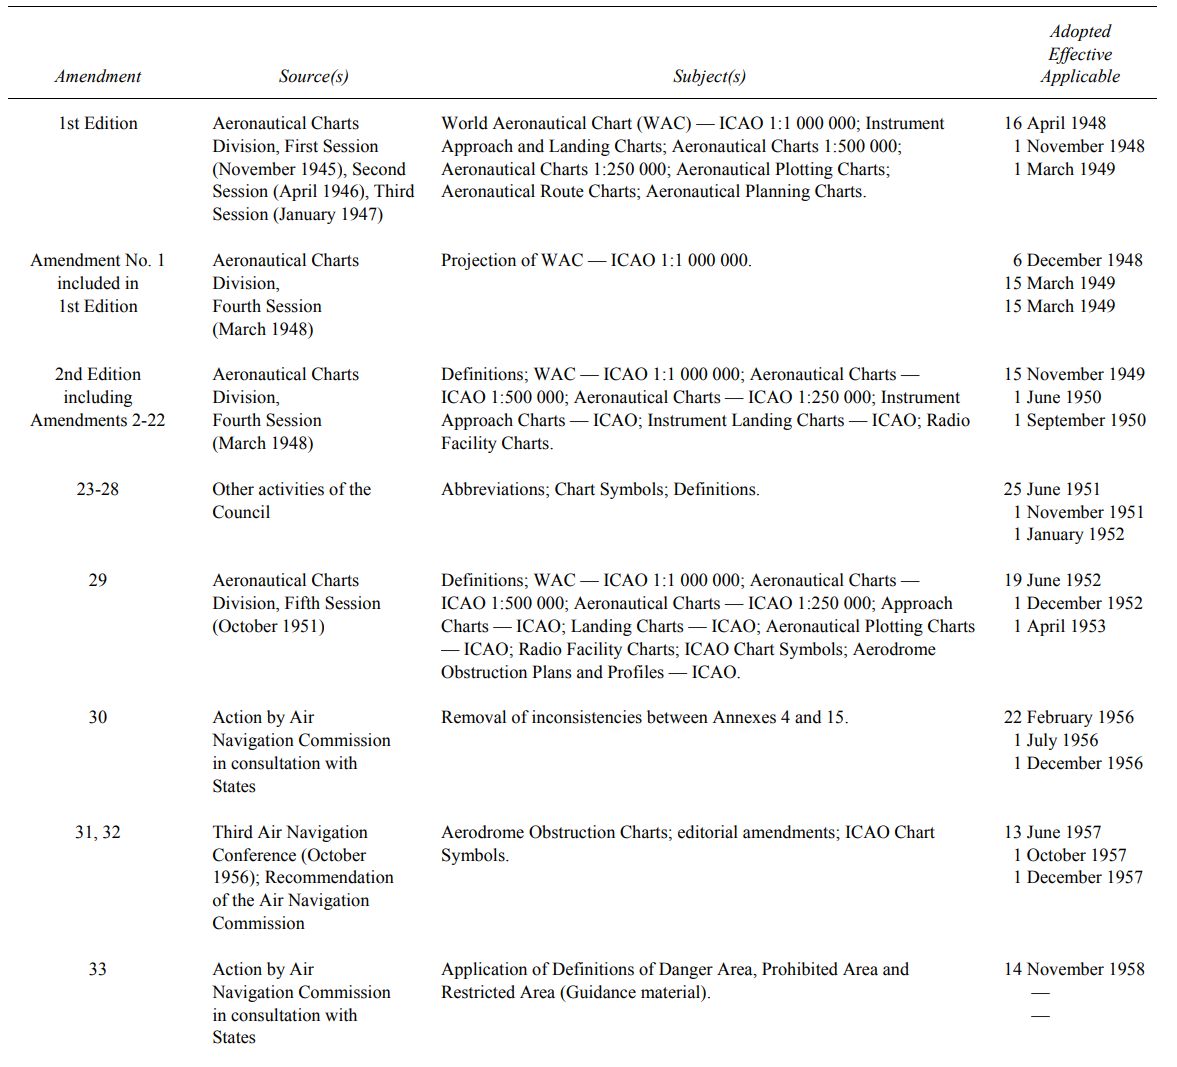 Adopted
Effective
Amendment Source(s) Subject(s) Applicable
1st Edition Aeronautical Charts World Aeronautical Chart (WAC) — ICAO 1:1 000 000; Instrument 16 April 1948
Division, First Session Approach and Landing Charts; Aeronautical Charts 1:500 000; 1 November 1948
(November 1945), Second Aeronautical Charts 1:250 000; Aeronautical Plotting Charts; 1 March 1949
Session (April 1946), Third Aeronautical Route Charts; Aeronautical Planning Charts.
Session (January 1947)
Amendment No. 1 Aeronautical Charts Projection of WAC — ICAO 1:1 000 000. 6 December 1948
included in Division, 15 March 1949
1st Edition Fourth Session 15 March 1949
(March 1948)
2nd Edition Aeronautical Charts Definitions; WAC — ICAO 1:1 000 000; Aeronautical Charts — 15 November 1949
including Division, ICAO 1:500 000; Aeronautical Charts — ICAO 1:250 000; Instrument 1 June 1950
Amendments 2-22 Fourth Session Approach Charts — ICAO; Instrument Landing Charts — ICAO; Radio 1 September 1950
(March 1948) Facility Charts.
23-28 Other activities of the Abbreviations; Chart Symbols; Definitions. 25 June 1951
Council 1 November 1951
1 January 1952
29 Aeronautical Charts Definitions; WAC — ICAO 1:1 000 000; Aeronautical Charts — 19 June 1952
Division, Fifth Session ICAO 1:500 000; Aeronautical Charts — ICAO 1:250 000; Approach 1 December 1952
(October 1951) Charts — ICAO; Landing Charts — ICAO; Aeronautical Plotting Charts 1 April 1953
— ICAO; Radio Facility Charts; ICAO Chart Symbols; Aerodrome
Obstruction Plans and Profiles — ICAO.
30 Action by Air Removal of inconsistencies between Annexes 4 and 15. 22 February 1956
Navigation Commission 1 July 1956
in consultation with 1 December 1956
States
31, 32 Third Air Navigation Aerodrome Obstruction Charts; editorial amendments; ICAO Chart 13 June 1957
Conference (October Symbols. 1 October 1957
1956); Recommendation 1 December 1957
of the Air Navigation
Commission
33 Action by Air Application of Definitions of Danger Area, Prohibited Area and 14 November 1958
Navigation Commission Restricted Area (Guidance material). —
in consultation with —
States